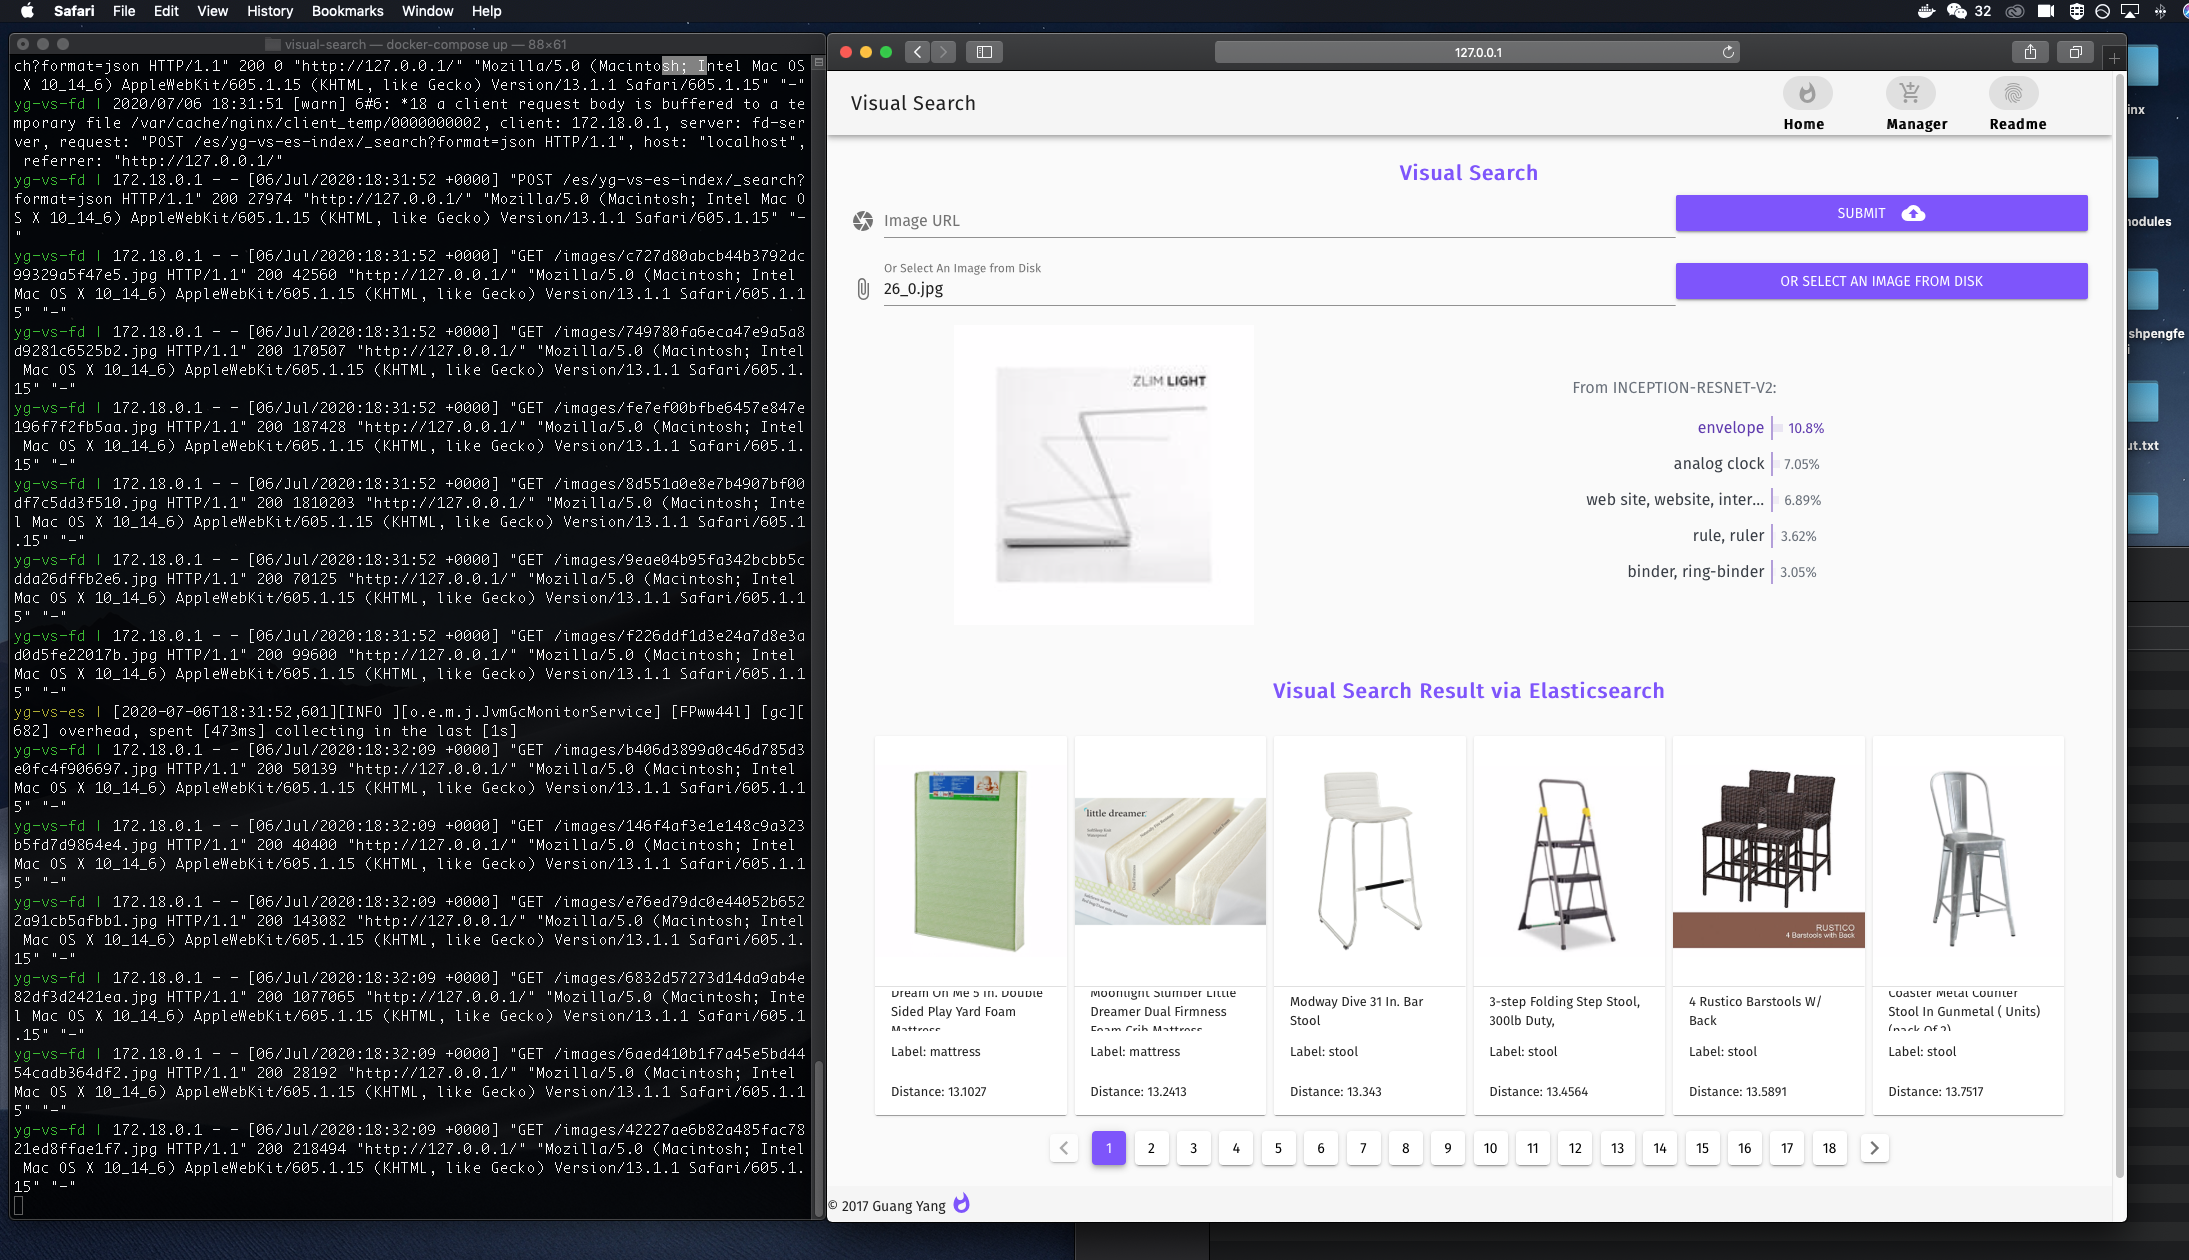 Safari File Edit View History Bookmarks Window Help
32
visual-search — docker-compose up — 88×61
ch?format=json HTTP/1.1" 200 0 "http://127.0.0.1/" "Mozilla/5.0 (Macintosh; Intel Mac OS
X 10_14_6) AppleWebKit/605.1.15 (KHTML, like Gecko) Version/13.1.1 Safari/605.1.15" "-"
yg-vs-fd | 2020/07/06 18:31:51 [warn] 6#6: *18 a client request body is buffered to a te
mporary file /var/cache/nginx/client_temp/0000000002, client: 172.18.0.1, server: fd-ser
ver, request: "POST /es/yg-vs-es-index/_search?format=json HTTP/1.1", host: "localhost",
referrer: "http://127.0.0.1/"
yg-vs-fd | 172.18.0.1 - - [06/Jul/2020:18:31:52 +0000] "POST /es/yg-vs-es-index/_search?
format=json HTTP/1.1" 200 27974 "http://127.0.0.1/" "Mozilla/5.0 (Macintosh; Intel Mac O
S X 10_14_6) AppleWebKit/605.1.15 (KHTML, like Gecko) Version/13.1.1 Safari/605.1.15" "-
"
yg-vs-fd | 172.18.0.1 - - [06/Jul/2020:18:31:52 +0000] "GET /images/c727d80abcb44b3792dc
99329a5f47e5.jpg HTTP/1.1" 200 42560 "http://127.0.0.1/" "Mozilla/5.0 (Macintosh; Intel
Mac OS X 10_14_6) AppleWebKit/605.1.15 (KHTML, like Gecko) Version/13.1.1 Safari/605.1.1
5" "-"
yg-vs-fd | 172.18.0.1 - - [06/Jul/2020:18:31:52 +0000] "GET /images/749780fa6eca47e9a5a8
d9281c6525b2.jpg HTTP/1.1" 200 170507 "http://127.0.0.1/" "Mozilla/5.0 (Macintosh; Intel
Mac OS X 10_14_6) AppleWebKit/605.1.15 (KHTML, like Gecko) Version/13.1.1 Safari/605.1.
15" "-"
yg-vs-fd | 172.18.0.1 - - [06/Jul/2020:18:31:52 +0000] "GET /images/fe7ef00bfbe6457e847e
196f7f2fb5aa.jpg HTTP/1.1" 200 187428 "http://127.0.0.1/" "Mozilla/5.0 (Macintosh; Intel
Mac OS X 10_14_6) AppleWebKit/605.1.15 (KHTML, like Gecko) Version/13.1.1 Safari/605.1.
15" "-"
yg-vs-fd | 172.18.0.1 - - [06/Jul/2020:18:31:52 +0000] "GET /images/8d551a0e8e7b4907bf00
df7c5dd3f510.jpg HTTP/1.1" 200 1810203 "http://127.0.0.1/" "Mozilla/5.0 (Macintosh; Inte
l Mac OS X 10_14_6) AppleWebKit/605.1.15 (KHTML, like Gecko) Version/13.1.1 Safari/605.1
.15" "-"
yg-vs-fd | 172.18.0.1 - - [06/Jul/2020:18:31:52 +0000] "GET /images/9eae04b95fa342bcbb5c
dda26dffb2e6.jpg HTTP/1.1" 200 70125 "http://127.0.0.1/" "Mozilla/5.0 (Macintosh; Intel
Mac OS X 10_14_6) AppleWebKit/605.1.15 (KHTML, like Gecko) Version/13.1.1 Safari/605.1.1
5" "-"
yg-vs-fd | 172.18.0.1 - - [06/Jul/2020:18:31:52 +0000] "GET /images/f226ddf1d3e24a7d8e3a
d0d5fe22017b.jpg HTTP/1.1" 200 99600 "http://127.0.0.1/" "Mozilla/5.0 (Macintosh; Intel
Mac OS X 10_14_6) AppleWebKit/605.1.15 (KHTML, like Gecko) Version/13.1.1 Safari/605.1.1
5" "-"
yg-vs-es | [2020-07-06T18:31:52,601][INFO ][o.e.m.j.JvmGcMonitorService] [FPww44l] [gc][
682] overhead, spent [473ms] collecting in the last [1s]
yg-vs-fd | 172.18.0.1 - - [06/Jul/2020:18:32:09 +0000] "GET /images/b406d3899a0c46d785d3
e0fc4f906697.jpg HTTP/1.1" 200 50139 "http://127.0.0.1/" "Mozilla/5.0 (Macintosh; Intel
Mac OS X 10_14_6) AppleWebKit/605.1.15 (KHTML, like Gecko) Version/13.1.1 Safari/605.1.1
5" "-"
yg-vs-fd | 172.18.0.1 - - [06/Jul/2020:18:32:09 +0000] "GET /images/146f4af3e1e148c9a323
b5fd7d9864e4.jpg HTTP/1.1" 200 40400 "http://127.0.0.1/" "Mozilla/5.0 (Macintosh; Intel
Mac OS X 10_14_6) AppleWebKit/605.1.15 (KHTML, like Gecko) Version/13.1.1 Safari/605.1.1
5" "-"
yg-vs-fd | 172.18.0.1 - - [06/Jul/2020:18:32:09 +0000] "GET /images/e76ed79dc0e44052b652
2a91cb5afbb1.jpg HTTP/1.1" 200 143082 "http://127.0.0.1/" "Mozilla/5.0 (Macintosh; Intel
Mac OS X 10_14_6) AppleWebKit/605.1.15 (KHTML, like Gecko) Version/13.1.1 Safari/605.1.
15" "-"
yg-vs-fd | 172.18.0.1 - - [06/Jul/2020:18:32:09 +0000] "GET /images/6832d57273d14da9ab4e
82df3d2421ea.jpg HTTP/1.1" 200 1077065 "http://127.0.0.1/" "Mozilla/5.0 (Macintosh; Inte
l Mac OS X 10_14_6) AppleWebKit/605.1.15 (KHTML, like Gecko) Version/13.1.1 Safari/605.1
.15" "-"
yg-vs-fd | 172.18.0.1 - - [06/Jul/2020:18:32:09 +0000] "GET /images/6aed410b1f7a45e5bd44
54cadb364df2.jpg HTTP/1.1" 200 28192 "http://127.0.0.1/" "Mozilla/5.0 (Macintosh; Intel
Mac OS X 10_14_6) AppleWebKit/605.1.15 (KHTML, like Gecko) Version/13.1.1 Safari/605.1.1
5" "-"
yg-vs-fd | 172.18.0.1 - - [06/Jul/2020:18:32:09 +0000] "GET /images/42227ae6b82a485fac78
21ed8ffae1f7.jpg HTTP/1.1" 200 218494 "http://127.0.0.1/" "Mozilla/5.0 (Macintosh; Intel
Mac OS X 10_14_6) AppleWebKit/605.1.15 (KHTML, like Gecko) Version/13.1.1 Safari/605.1.
15" "-"
127.0.0.1
Visual Search
Home Manager Readme
Visual Search
Image URL
SUBMIT
Or Select An Image from Disk
26_0.jpg
OR SELECT AN IMAGE FROM DISK
ZLIM LIGHT
From INCEPTION-RESNET-V2:
envelope 10.8%
analog clock 7.05%
web site, website, inter... 6.89%
rule, ruler 3.62%
binder, ring-binder 3.05%
Visual Search Result via Elasticsearch
little dreamer
RUSTICO
4 Barstools with Back
Dream On Me 5 In. Double
Sided Play Yard Foam
Mattress
Label: mattress
Distance: 13.1027
Moonlight Slumber Little
Dreamer Dual Firmness
Foam Crib Mattress
Label: mattress
Distance: 13.2413
Modway Dive 31 In. Bar
Stool
Label: stool
Distance: 13.343
3-step Folding Step Stool,
300lb Duty,
Label: stool
Distance: 13.4564
4 Rustico Barstools W/
Back
Label: stool
Distance: 13.5891
Coaster Metal Counter
Stool In Gunmetal ( Units)
(pack Of 2)
Label: stool
Distance: 13.7517
1 2 3 4 5 6 7 8 9 10 11 12 13 14 15 16 17 18
© 2017 Guang Yang
inx
nodules
shpengfe
i
ut.txt